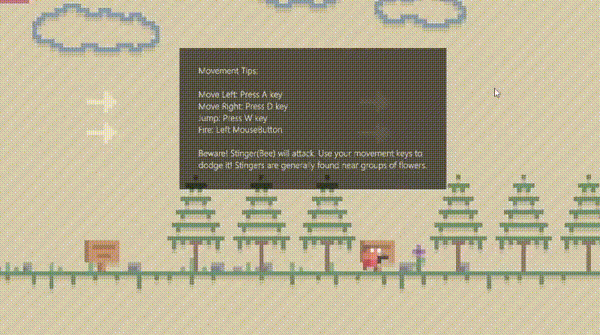 Movement Tips:
Move Left: Press A key
Move Right: Press D key
Jump: Press W key
Fire: Left MouseButton
Beware! Stinger(Bee) will attack. Use your movement keys to
dodge it! Stingers are generally found near groups of flowers.